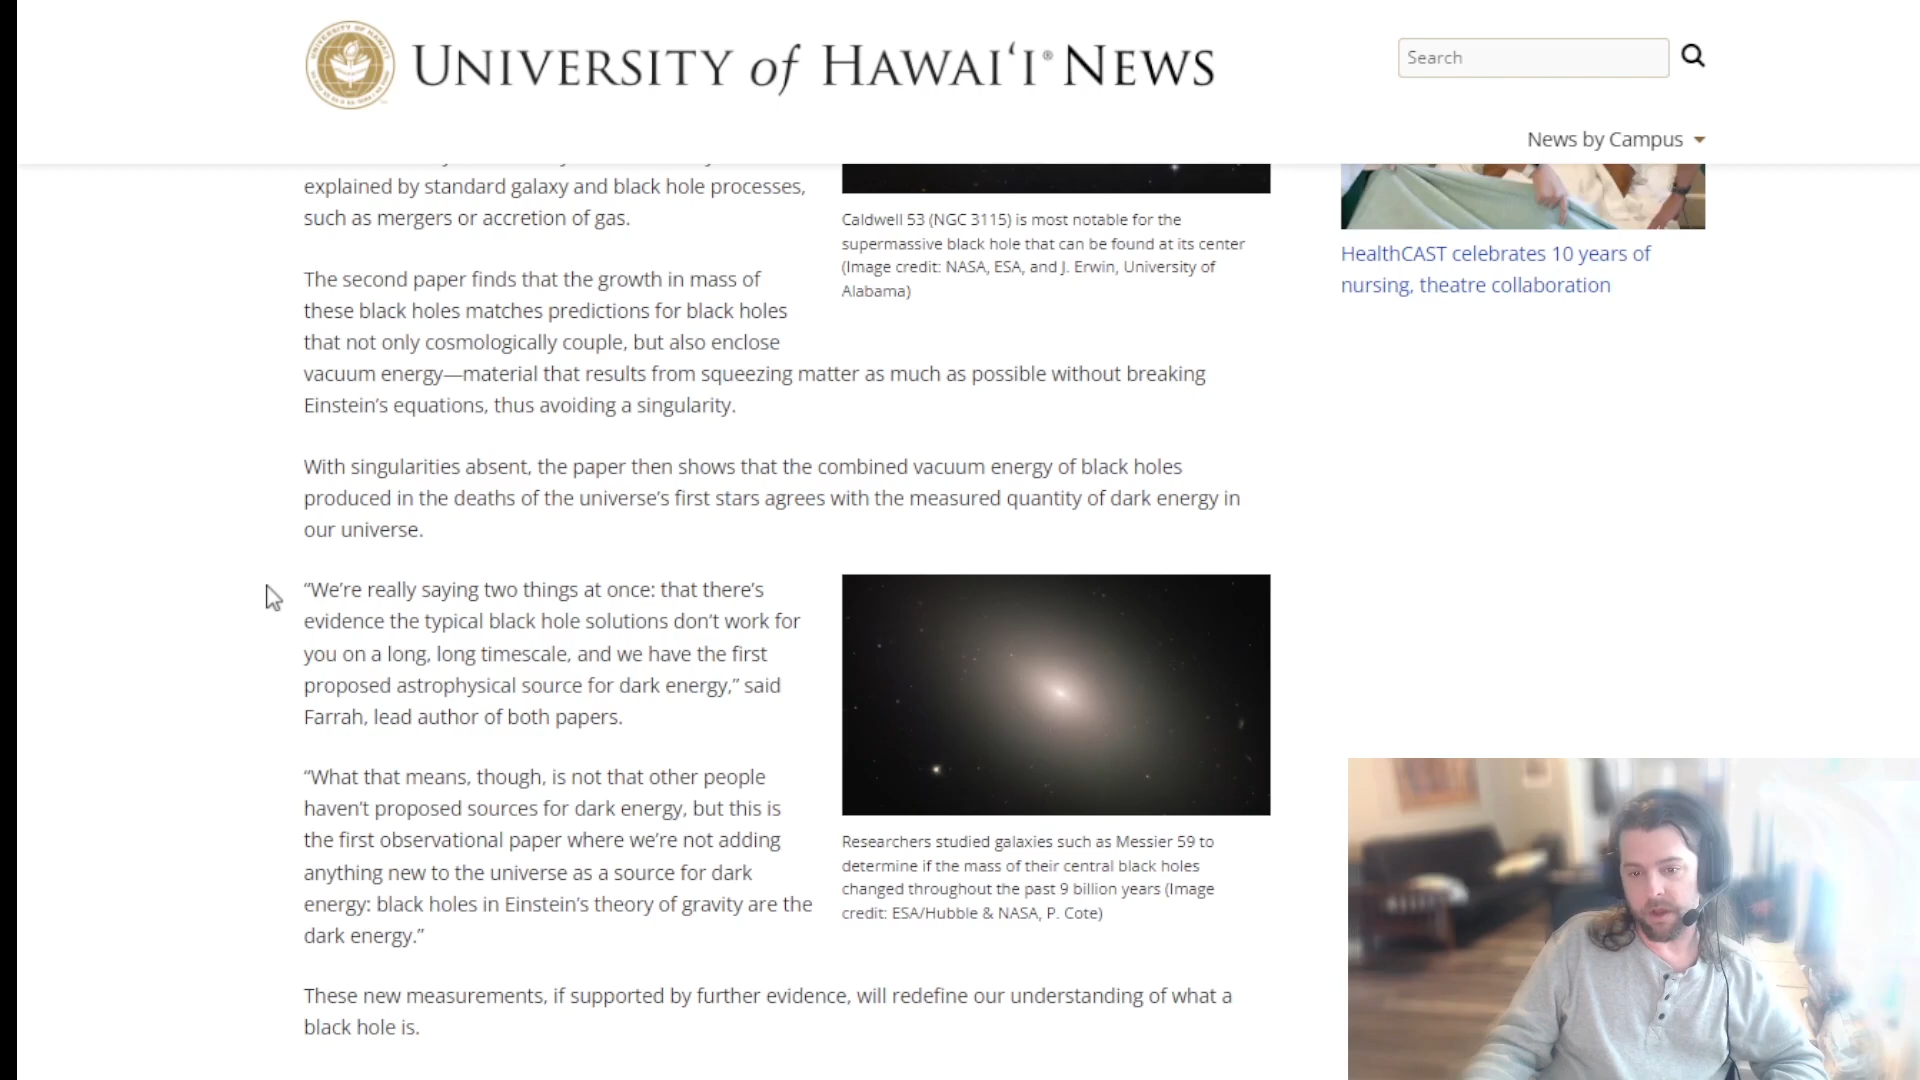 UNIVERSITY of HAWAIʻI® NEWS
Search
News by Campus
explained by standard galaxy and black hole processes,
such as mergers or accretion of gas.
The second paper finds that the growth in mass of
these black holes matches predictions for black holes
that not only cosmologically couple, but also enclose
vacuum energy—material that results from squeezing matter as much as possible without breaking
Einstein’s equations, thus avoiding a singularity.
With singularities absent, the paper then shows that the combined vacuum energy of black holes
produced in the deaths of the universe’s first stars agrees with the measured quantity of dark energy in
our universe.
“We’re really saying two things at once: that there’s
evidence the typical black hole solutions don’t work for
you on a long, long timescale, and we have the first
proposed astrophysical source for dark energy,” said
Farrah, lead author of both papers.
“What that means, though, is not that other people
haven’t proposed sources for dark energy, but this is
the first observational paper where we’re not adding
anything new to the universe as a source for dark
energy: black holes in Einstein’s theory of gravity are the
dark energy.”
These new measurements, if supported by further evidence, will redefine our understanding of what a
black hole is.
Caldwell 53 (NGC 3115) is most notable for the
supermassive black hole that can be found at its center
(Image credit: NASA, ESA, and J. Erwin, University of
Alabama)
Researchers studied galaxies such as Messier 59 to
determine if the mass of their central black holes
changed throughout the past 9 billion years (Image
credit: ESA/Hubble & NASA, P. Cote)
HealthCAST celebrates 10 years of
nursing, theatre collaboration